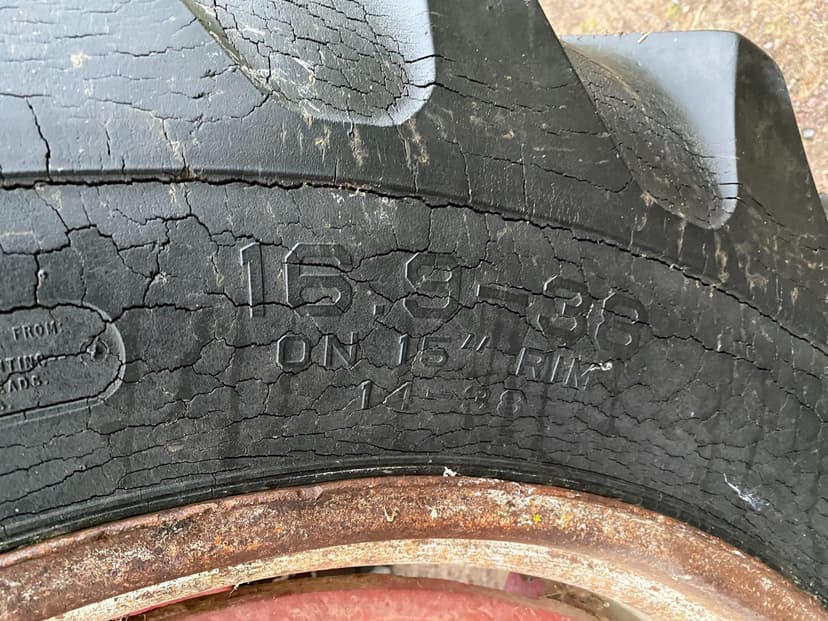 16.9-38
ON 15" RIM
14-38
FROM:
ADS.